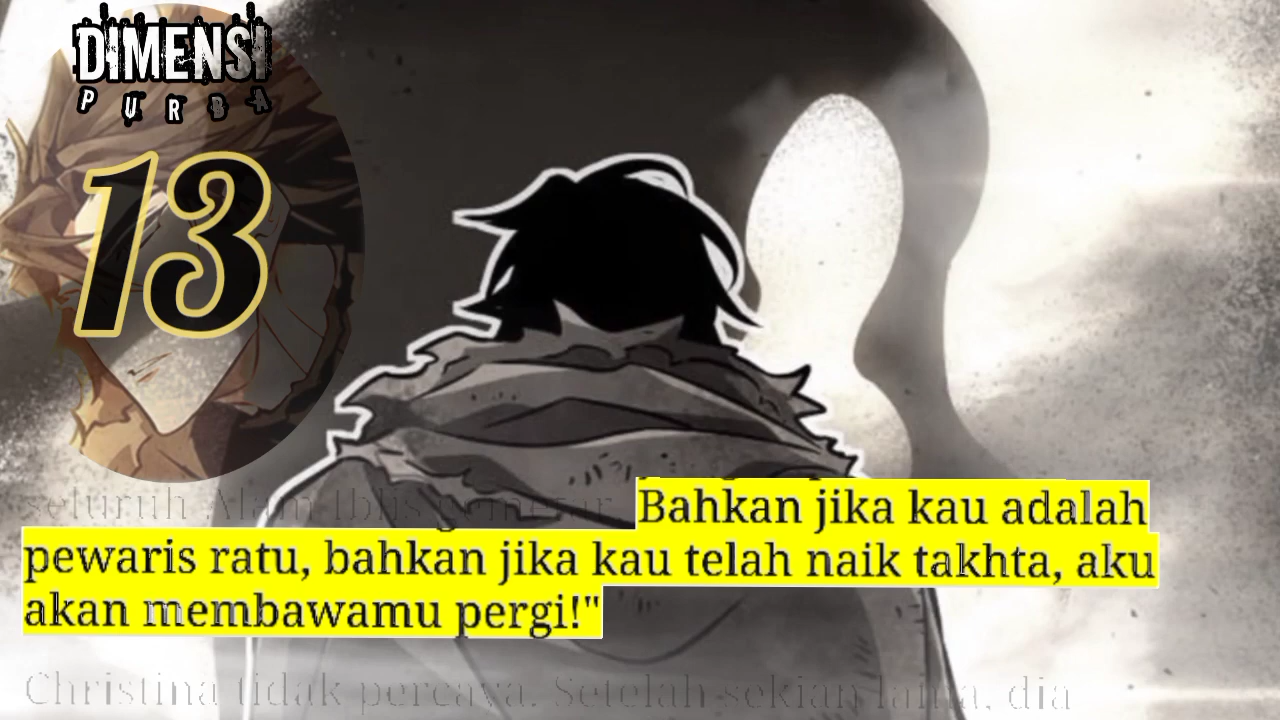 DIMENSI
PURBA
13
seluruh Alam Iblis gemetar. Bahkan jika kau adalah
pewaris ratu, bahkan jika kau telah naik takhta, aku
akan membawamu pergi!"
Christina tidak percaya. Setelah sekian lama, dia